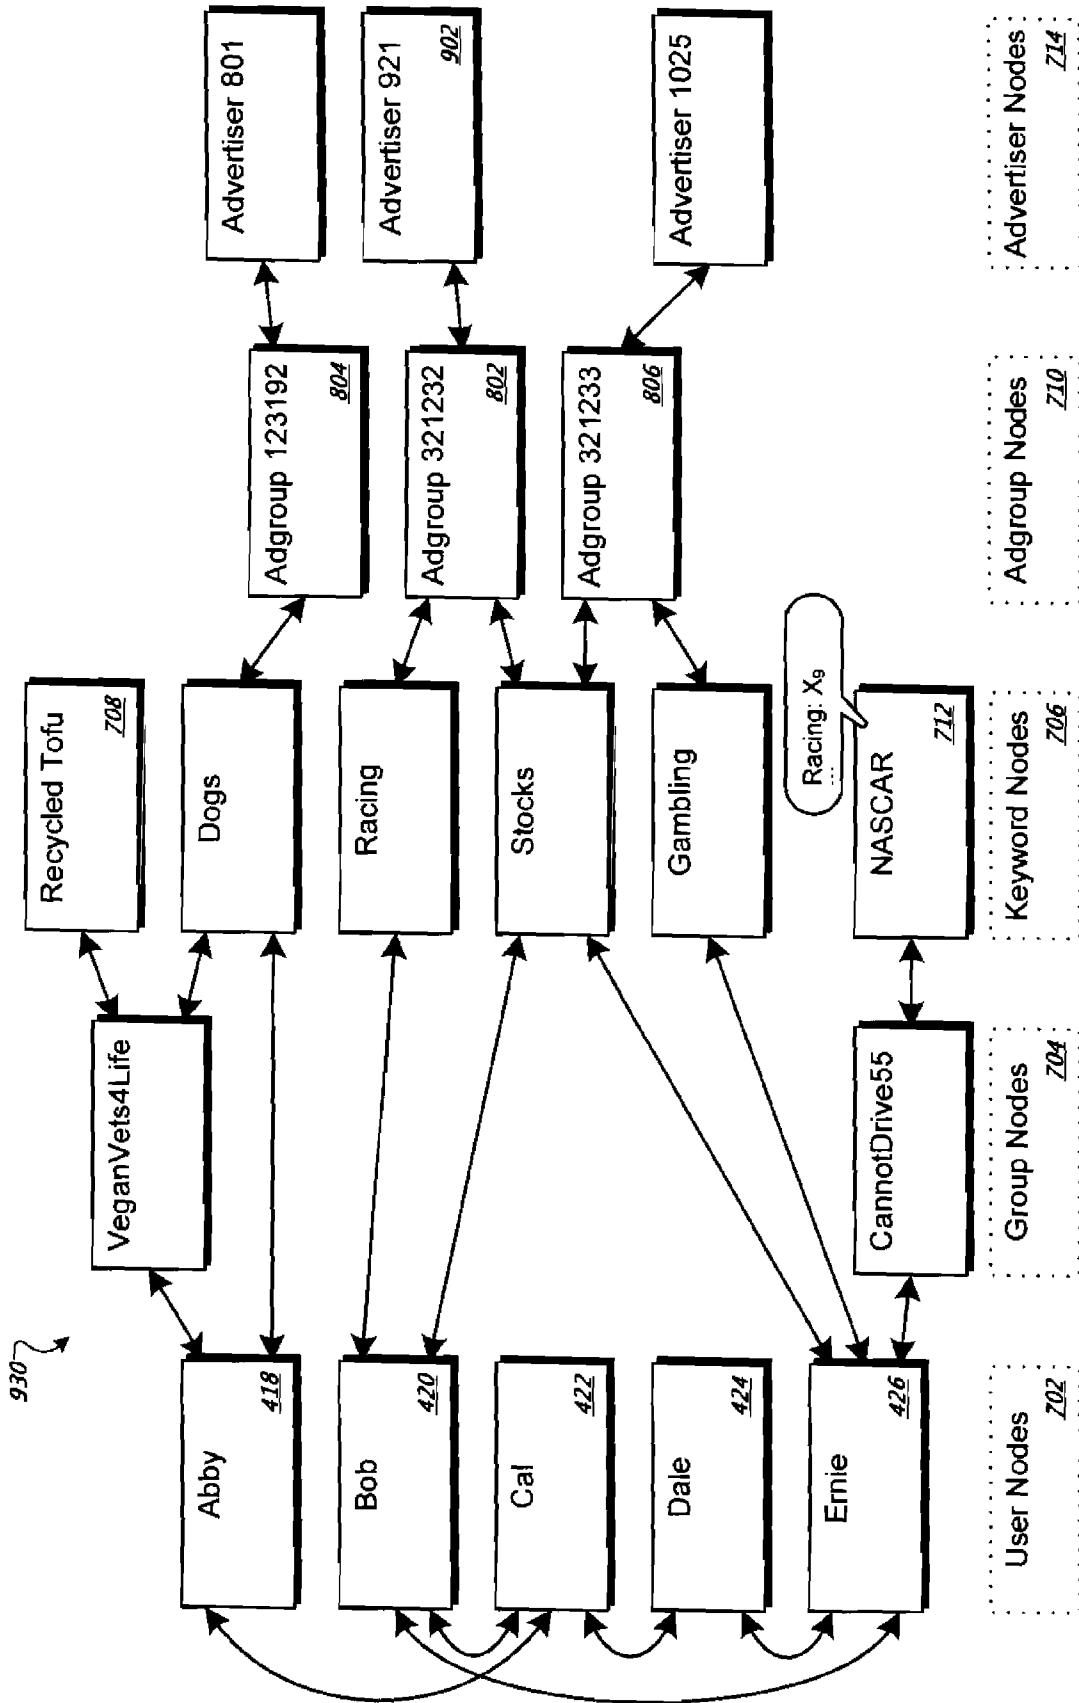 930
Abby
418
Bob
420
Cal
422
Dale
424
Ernie
426
User Nodes
702
VeganVets4Life
CannotDrive55
Group Nodes
704
Recycled Tofu
708
Dogs
Racing
Stocks
Gambling
Racing: X₉
...
NASCAR
712
Keyword Nodes
706
Adgroup 123192
804
Adgroup 321232
802
Adgroup 321233
806
Adgroup Nodes
710
Advertiser 801
Advertiser 921
902
Advertiser 1025
Advertiser Nodes
714